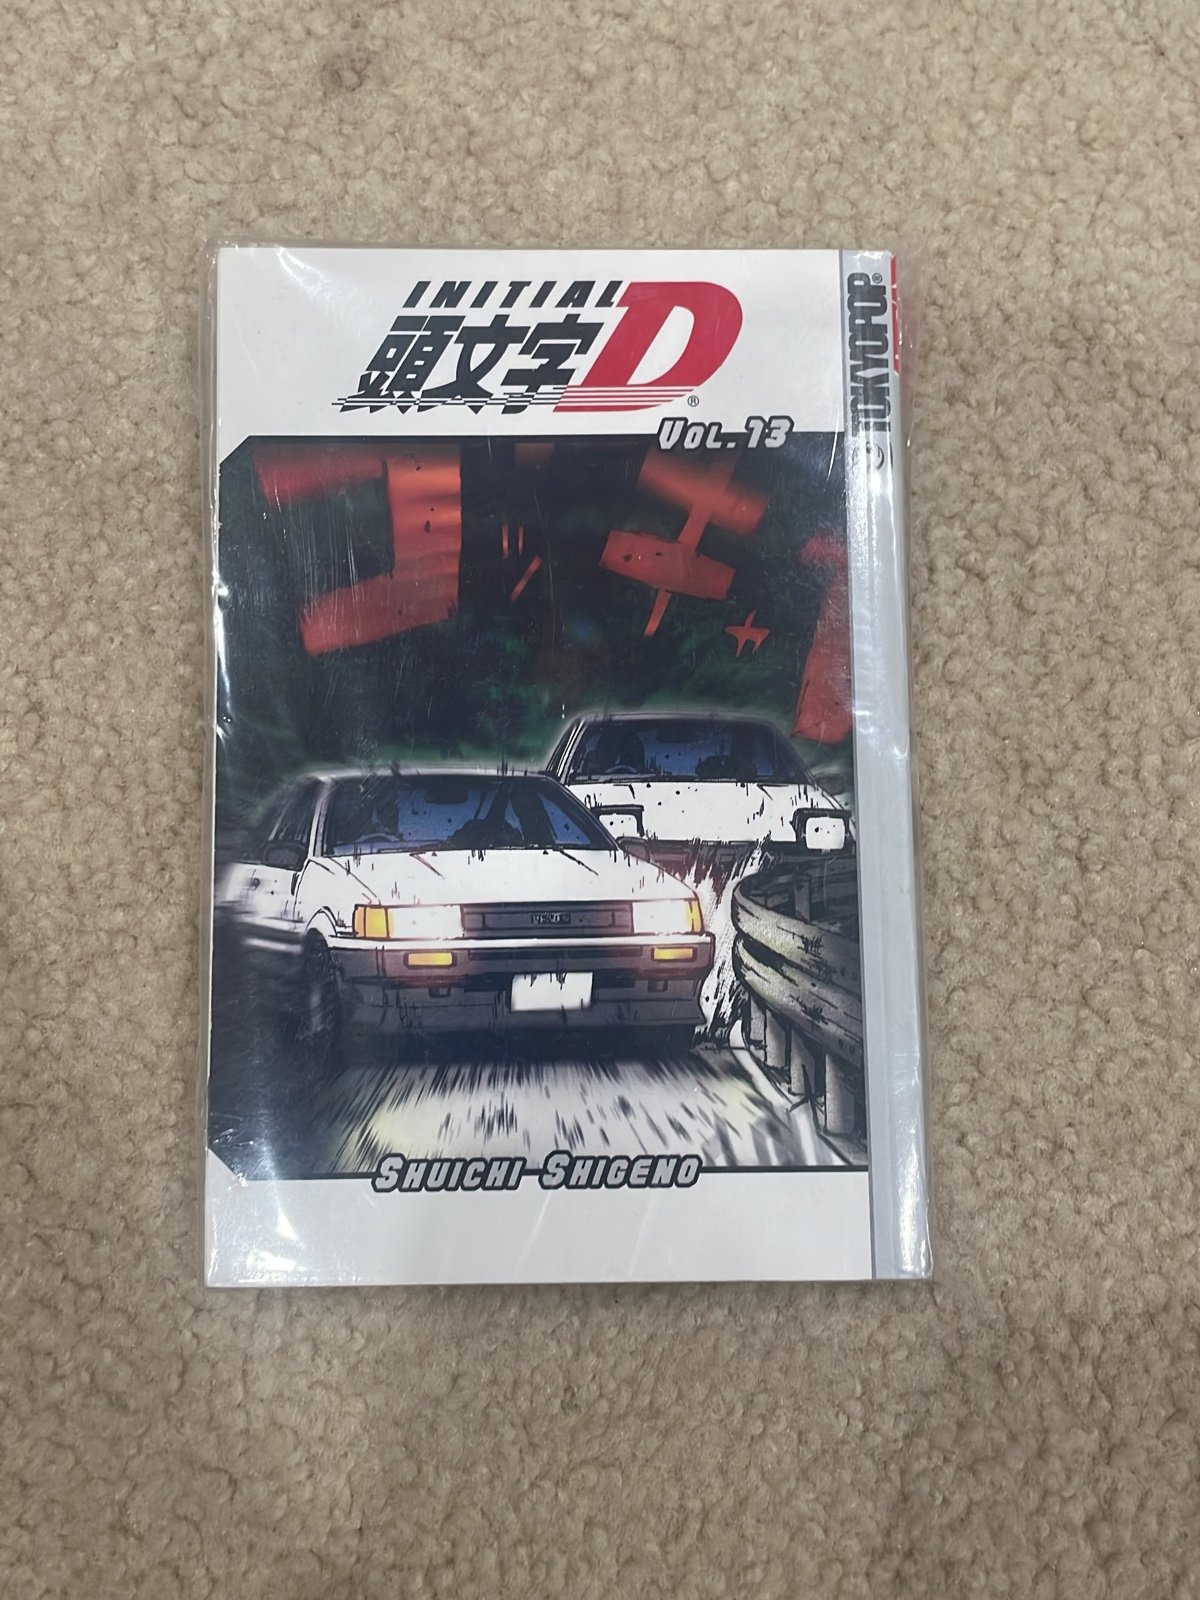 INITIAL
頭文字D®
VOL. 13
SHUICHI SHIGENO
TOKYOPOP®